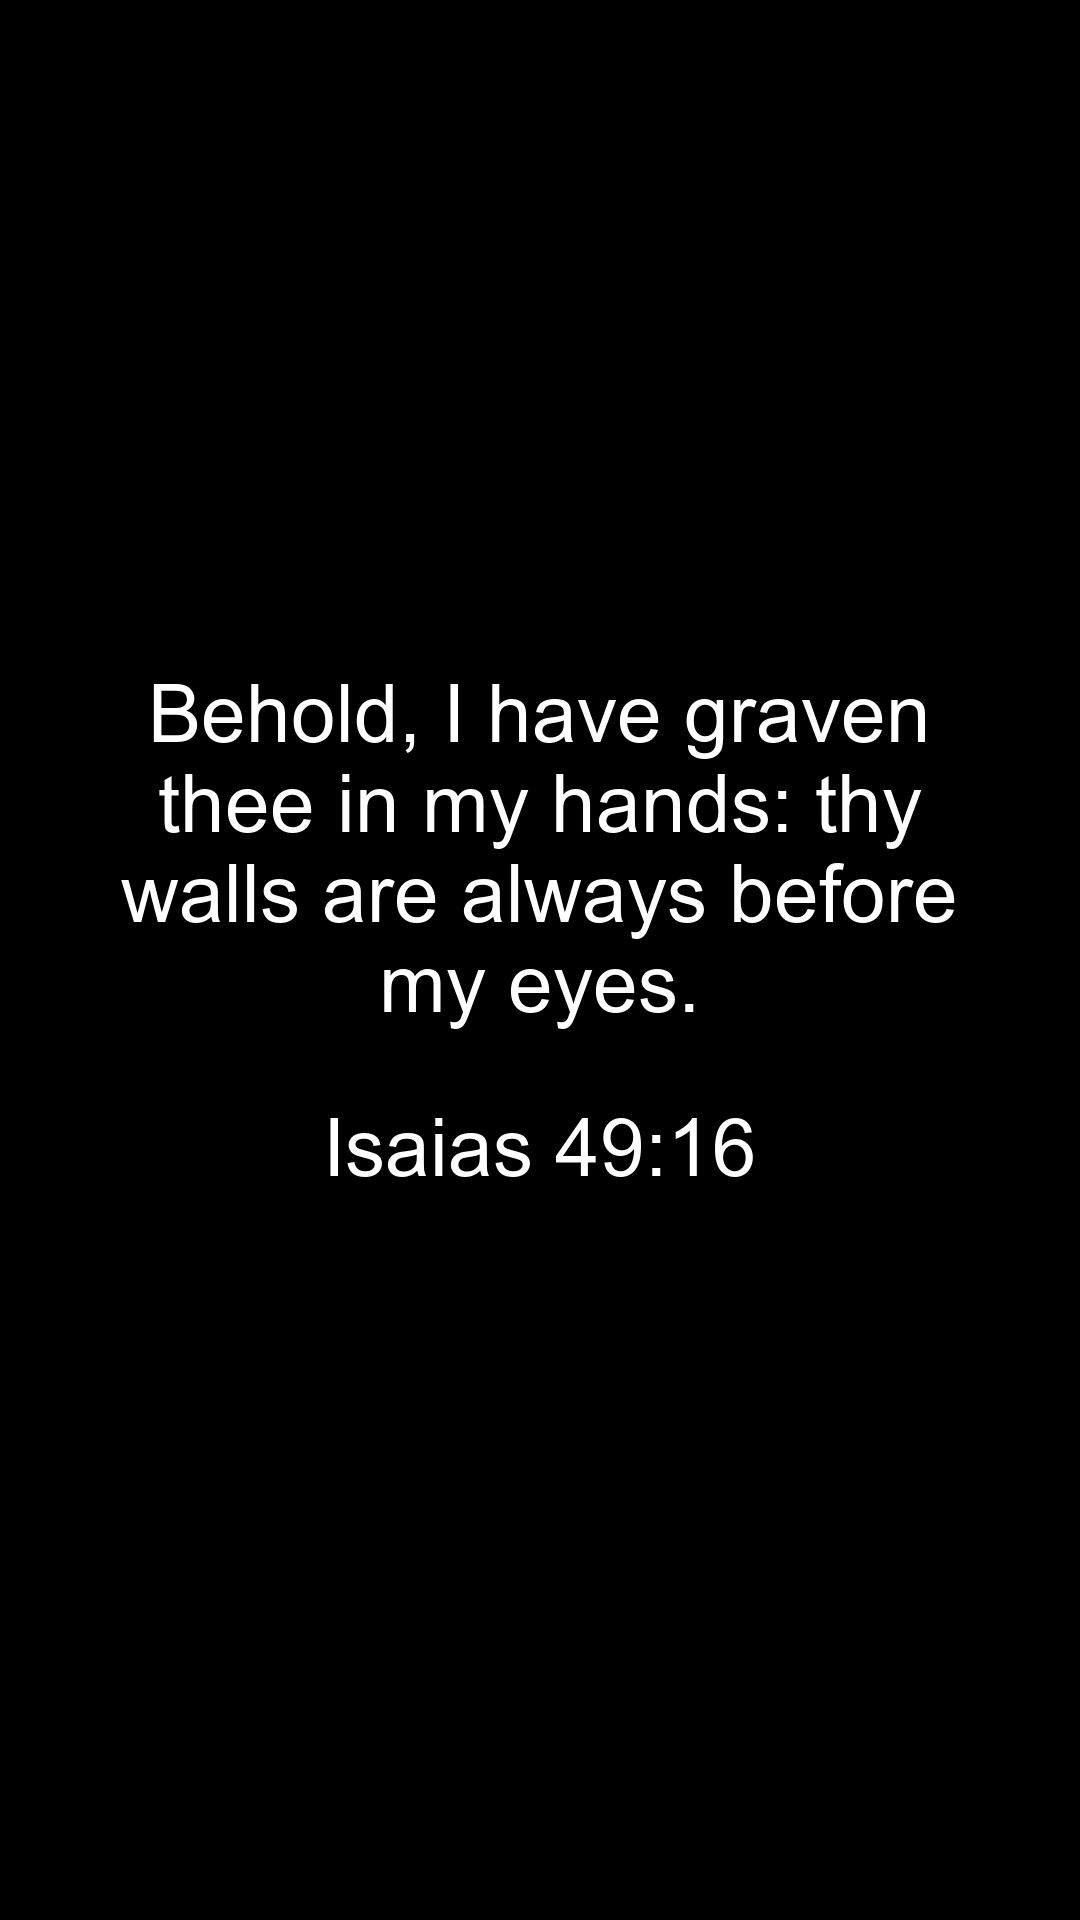 Behold, I have graven
thee in my hands: thy
walls are always before
my eyes.
Isaias 49:16